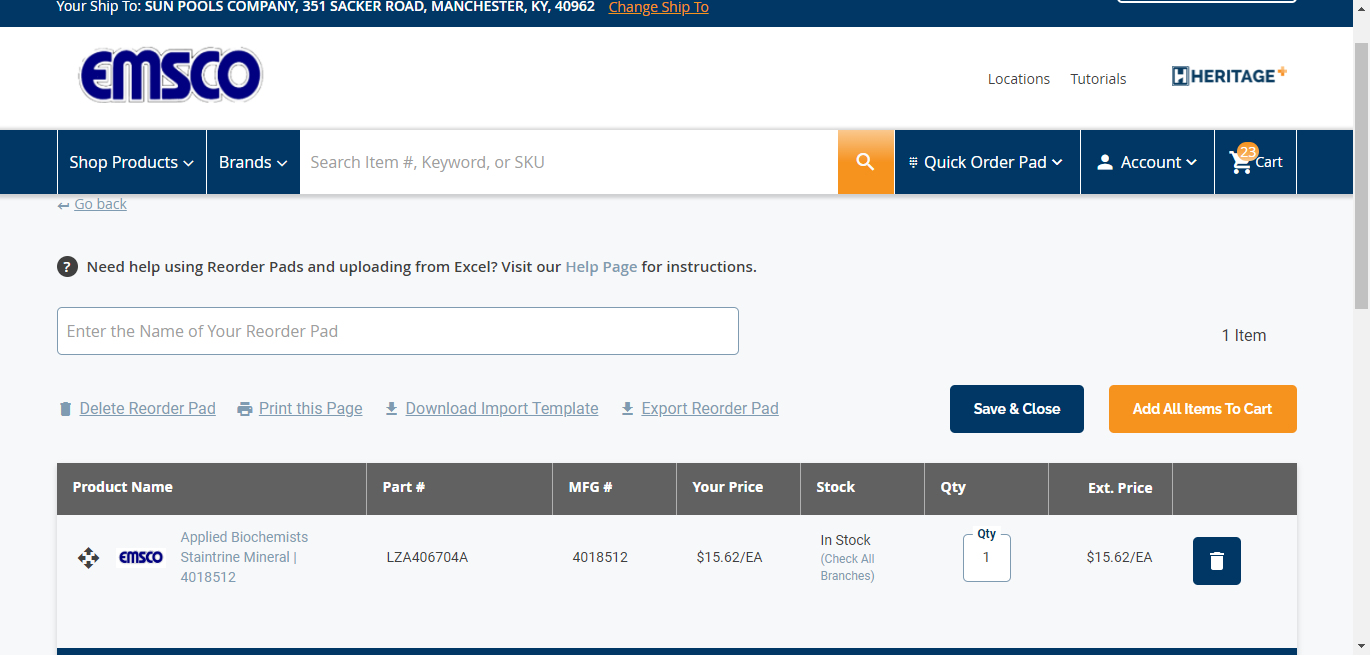 Your Ship To: SUN POOLS COMPANY, 351 SACKER ROAD, MANCHESTER, KY, 40962 Change Ship To
EMSCO
Locations Tutorials HERITAGE+
Shop Products Brands Search Item #, Keyword, or SKU Quick Order Pad Account 23 Cart
Go back
? Need help using Reorder Pads and uploading from Excel? Visit our Help Page for instructions.
Enter the Name of Your Reorder Pad
1 Item
Delete Reorder Pad Print this Page Download Import Template Export Reorder Pad Save & Close Add All Items To Cart
Product Name Part # MFG # Your Price Stock Qty Ext. Price
EMSCO
Applied Biochemists
Staintrine Mineral |
4018512
LZA406704A
4018512
$15.62/EA
In Stock
(Check All
Branches)
Qty
1
$15.62/EA